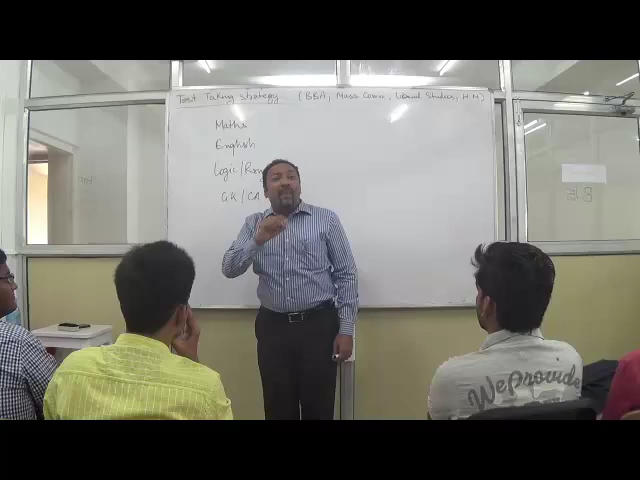 Test Taking Strategy (BBA, Mass Comm, Liberal Studies, H.M)
Maths
English
Logic/
GK/CA
WeProvide